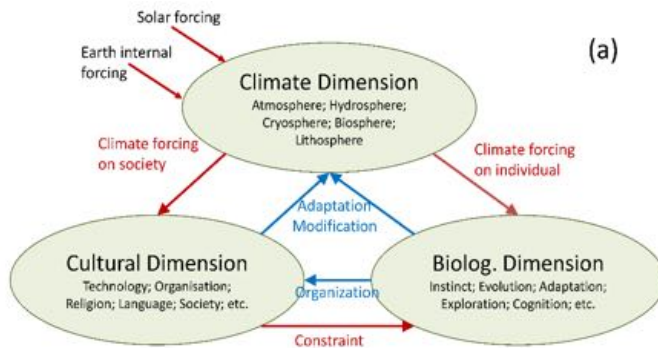 Solar forcing
Earth internal
forcing
(a)
Climate Dimension
Atmosphere; Hydrosphere;
Cryosphere; Biosphere;
Lithosphere
Climate forcing
on society
Climate forcing
on individual
Adaptation
Modification
Cultural Dimension
Technology; Organisation;
Religion; Language; Society; etc.
Organization
Biolog. Dimension
Instinct; Evolution; Adaptation;
Exploration; Cognition; etc.
Constraint